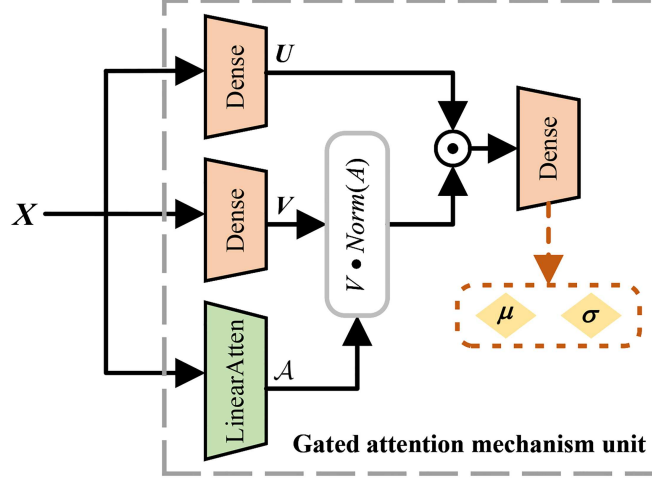 Dense
U
X
Dense
V
V • Norm(A)
Dense
LinearAtten
𝒜
μ
σ
Gated attention mechanism unit